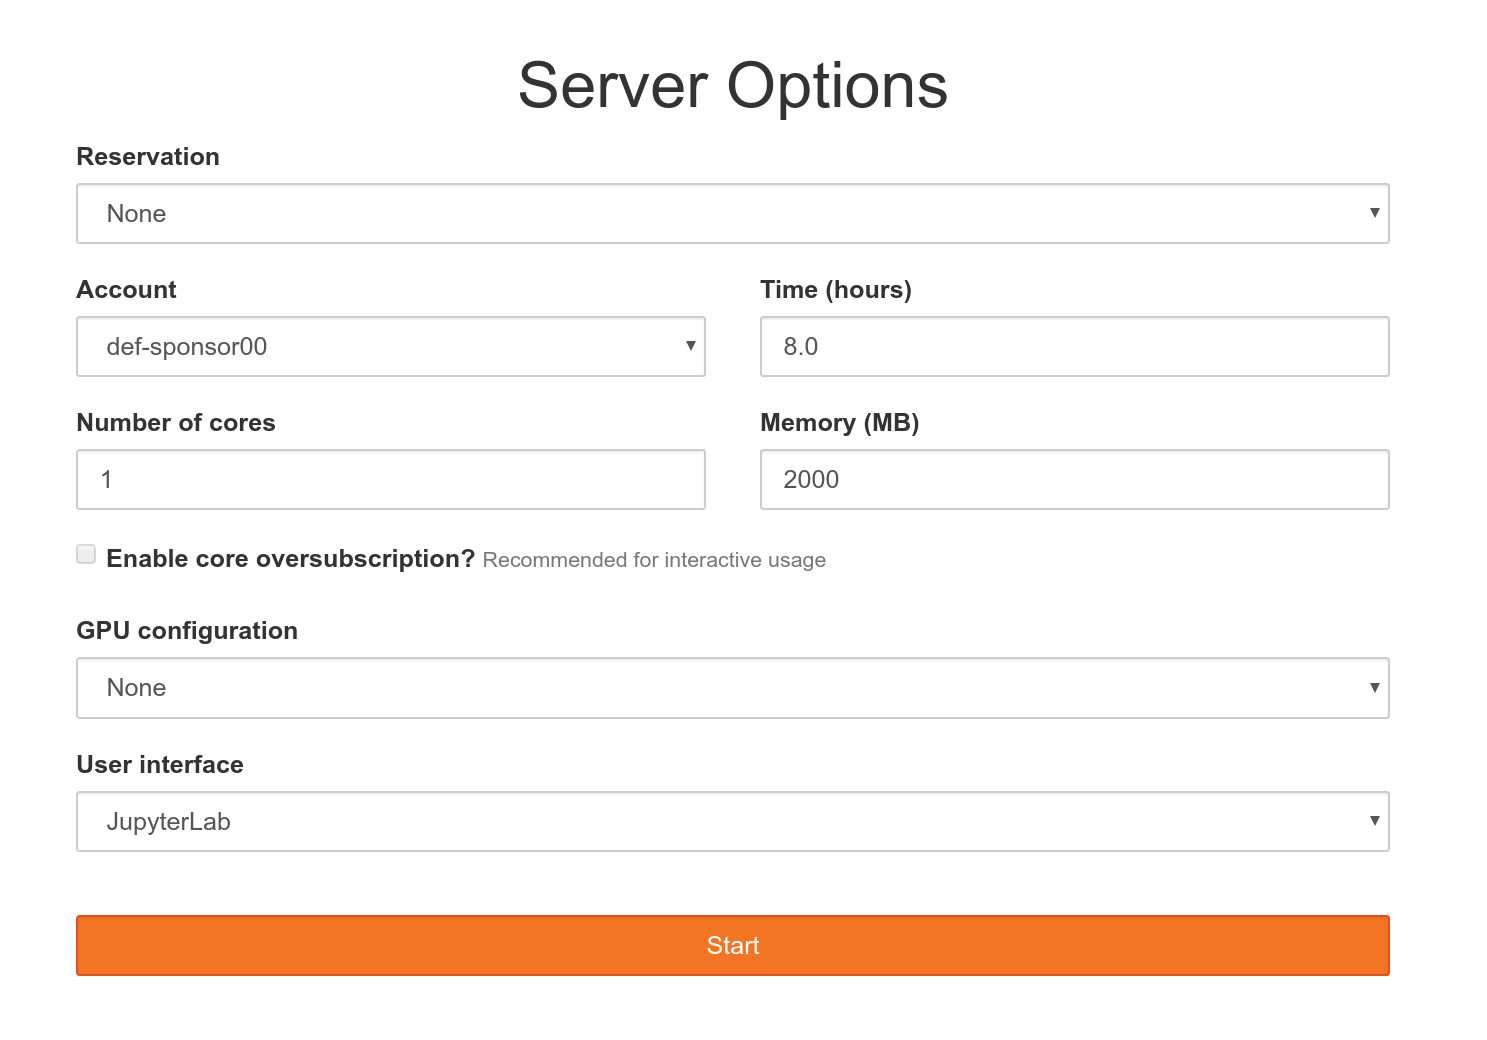 Server Options
Reservation
None
Account
Time (hours)
def-sponsor00
8.0
Number of cores
Memory (MB)
1
2000
Enable core oversubscription? Recommended for interactive usage
GPU configuration
None
User interface
JupyterLab
Start